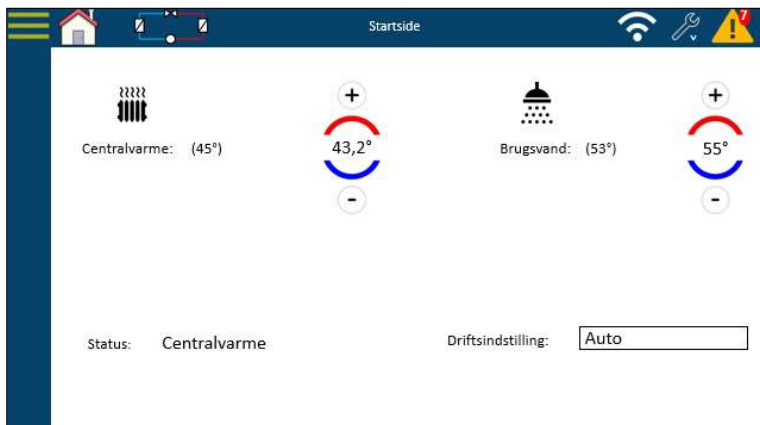 Startside
7
Centralvarme: (45°)
+
43,2°
-
Brugsvand: (53°)
+
55°
-
Status: Centralvarme
Driftsindstilling: Auto